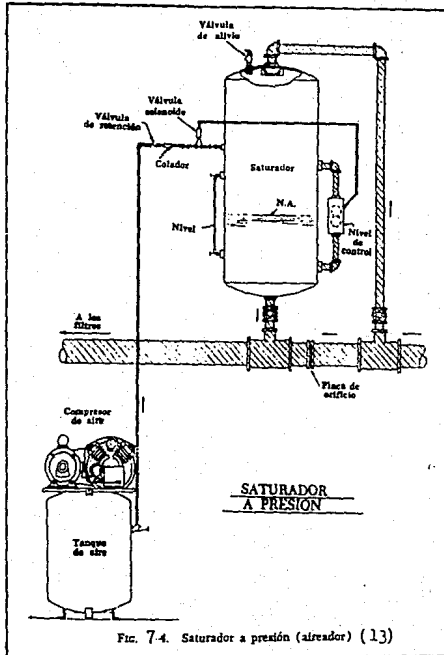 Válvula
de alivio
Válvula
solenoide
Válvula
de retención
Colador
Saturador
N.A.
Nivel
Nivel
de
control
A los
filtros
Placa de
orificio
Compresor
de aire
SATURADOR
A PRESION
Tanque
de aire
FIG. 7-4. Saturador a presión (aireador) (13)